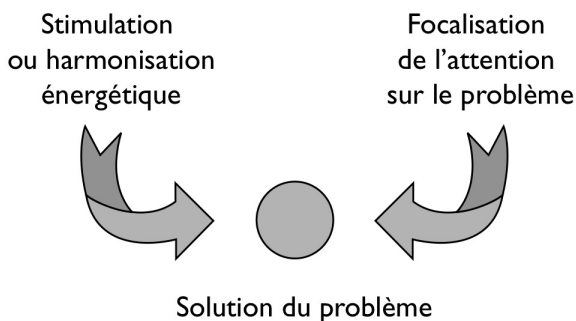 Stimulation
ou harmonisation
énergétique
Focalisation
de l'attention
sur le problème
Solution du problème